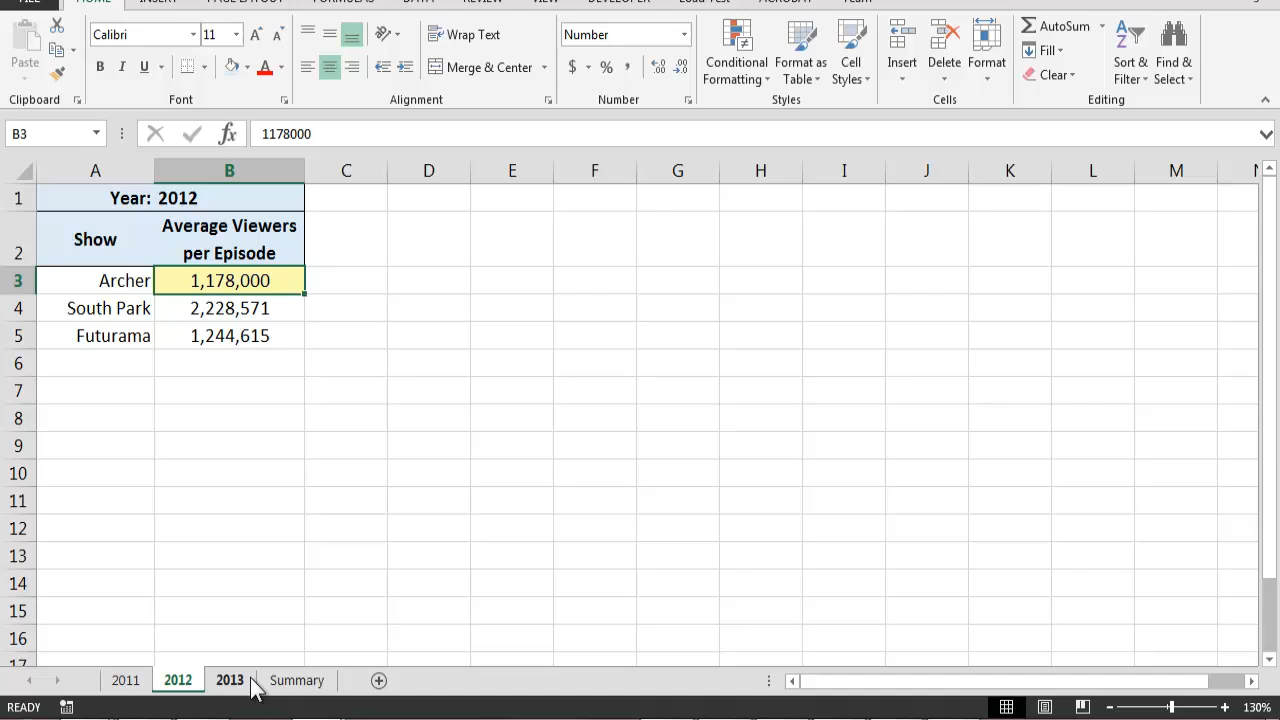 FILE HOME INSERT PAGE LAYOUT FORMULAS DATA REVIEW VIEW DEVELOPER Load Test ACROBAT Team
Calibri 11 Wrap Text Number AutoSum
Paste Conditional Format as Cell Insert Delete Format Fill Sort & Find &
B I U A Merge & Center $ % , Formatting Table Styles Clear Filter Select
Clipboard Font Alignment Number Styles Cells Editing
B3 fx 1178000
A B C D E F G H I J K L M N
1 Year: 2012
2 Show Average Viewers
per Episode
3 Archer 1,178,000
4 South Park 2,228,571
5 Futurama 1,244,615
6
7
8
9
10
11
12
13
14
15
16
17
2011 2012 2013 Summary
READY 130%